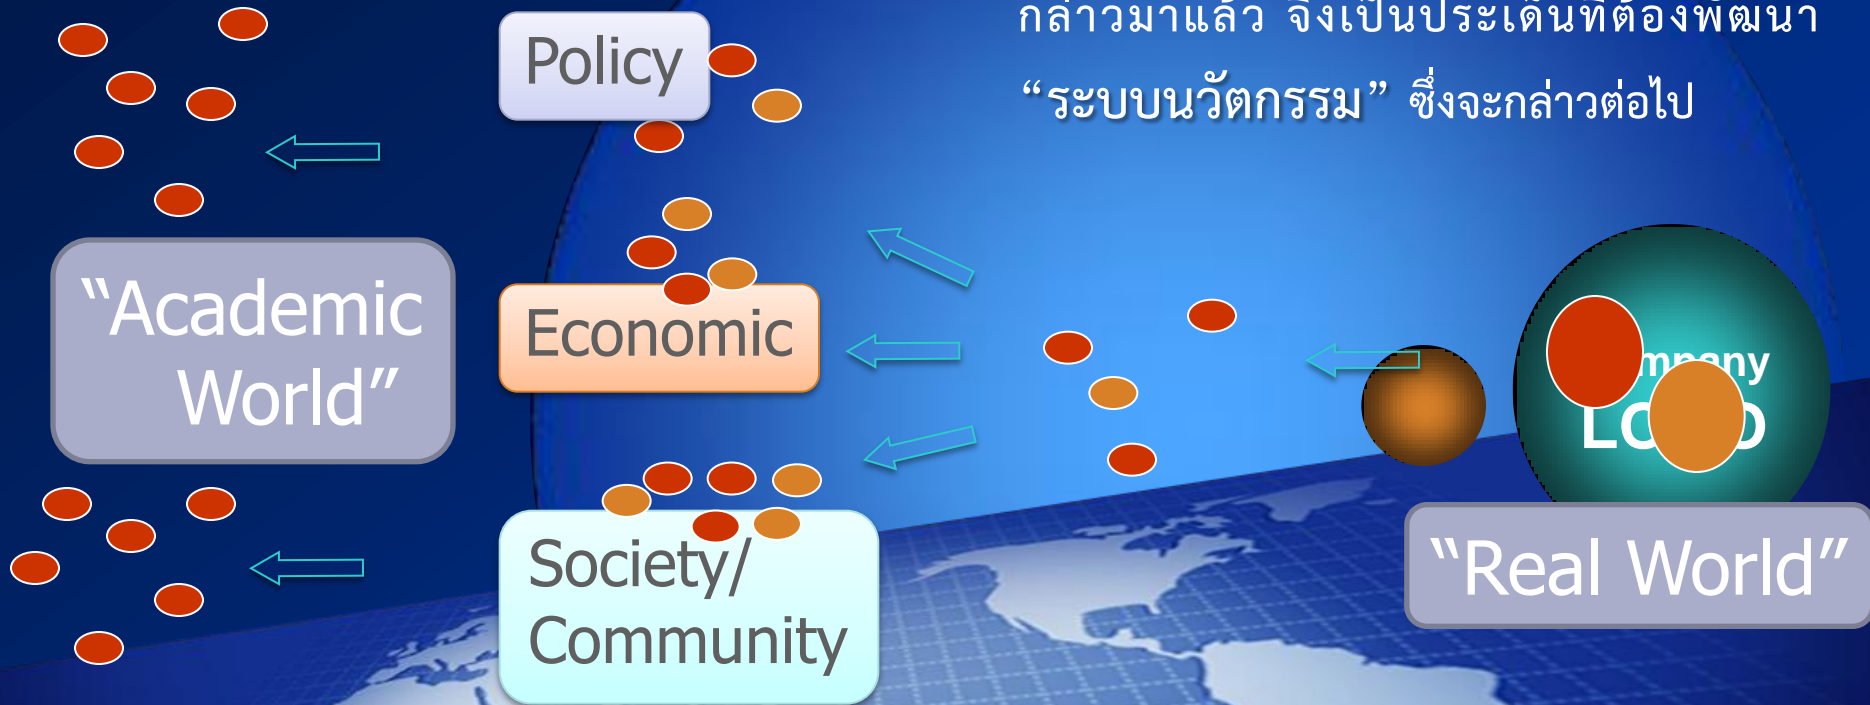 กล่าวมาแล้ว จึงเป็นประเด็นที่ต้องพัฒนา
“ระบบนวัตกรรม” ซึ่งจะกล่าวต่อไป
Policy
“Academic
World”
Economic
Society/
Community
“Real World”